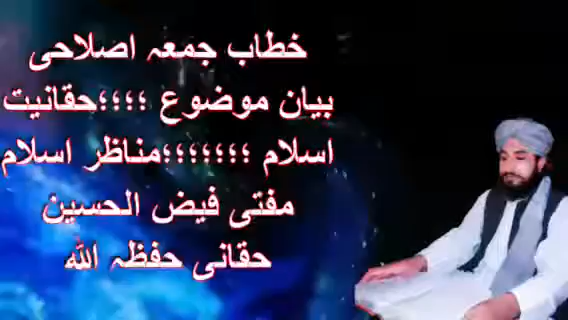 خطاب جمعہ اصلاحی
بیان موضوع ؛؛؛؛حقانیت
اسلام ؛؛؛؛؛؛؛مناظر اسلام
مفتی فیض الحسین
حقانی حفظہ اللہ